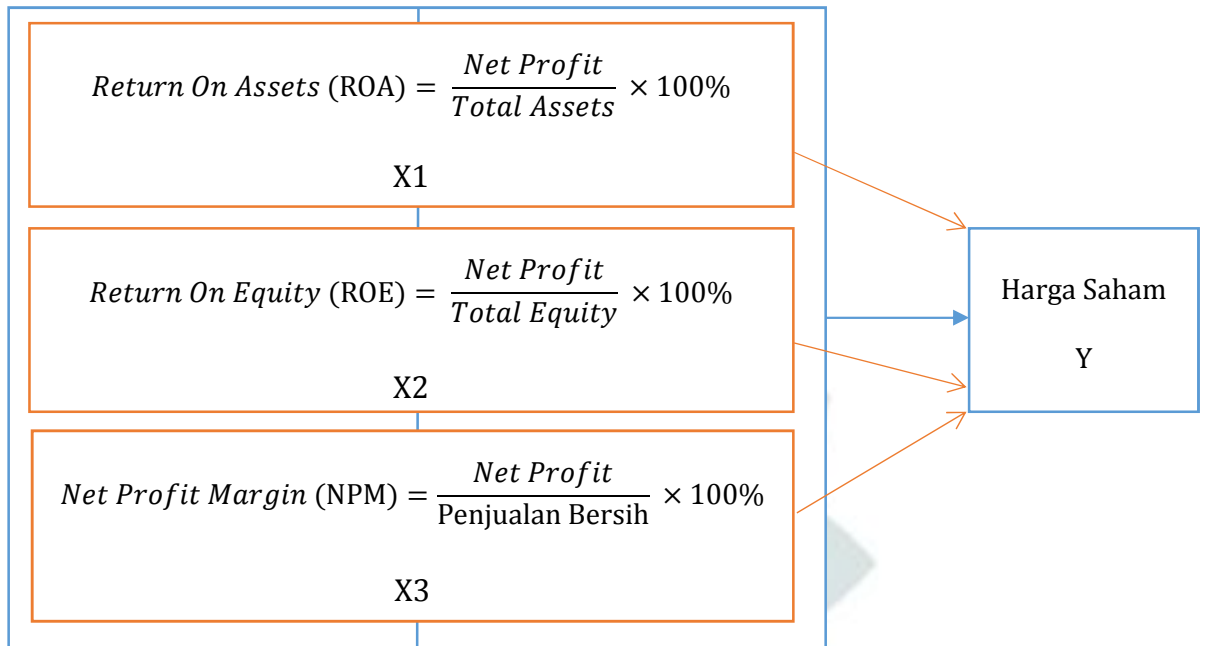 Return On Assets (ROA) = Net Profit / Total Assets × 100%
X1
Return On Equity (ROE) = Net Profit / Total Equity × 100%
X2
Net Profit Margin (NPM) = Net Profit / Penjualan Bersih × 100%
X3
Harga Saham
Y